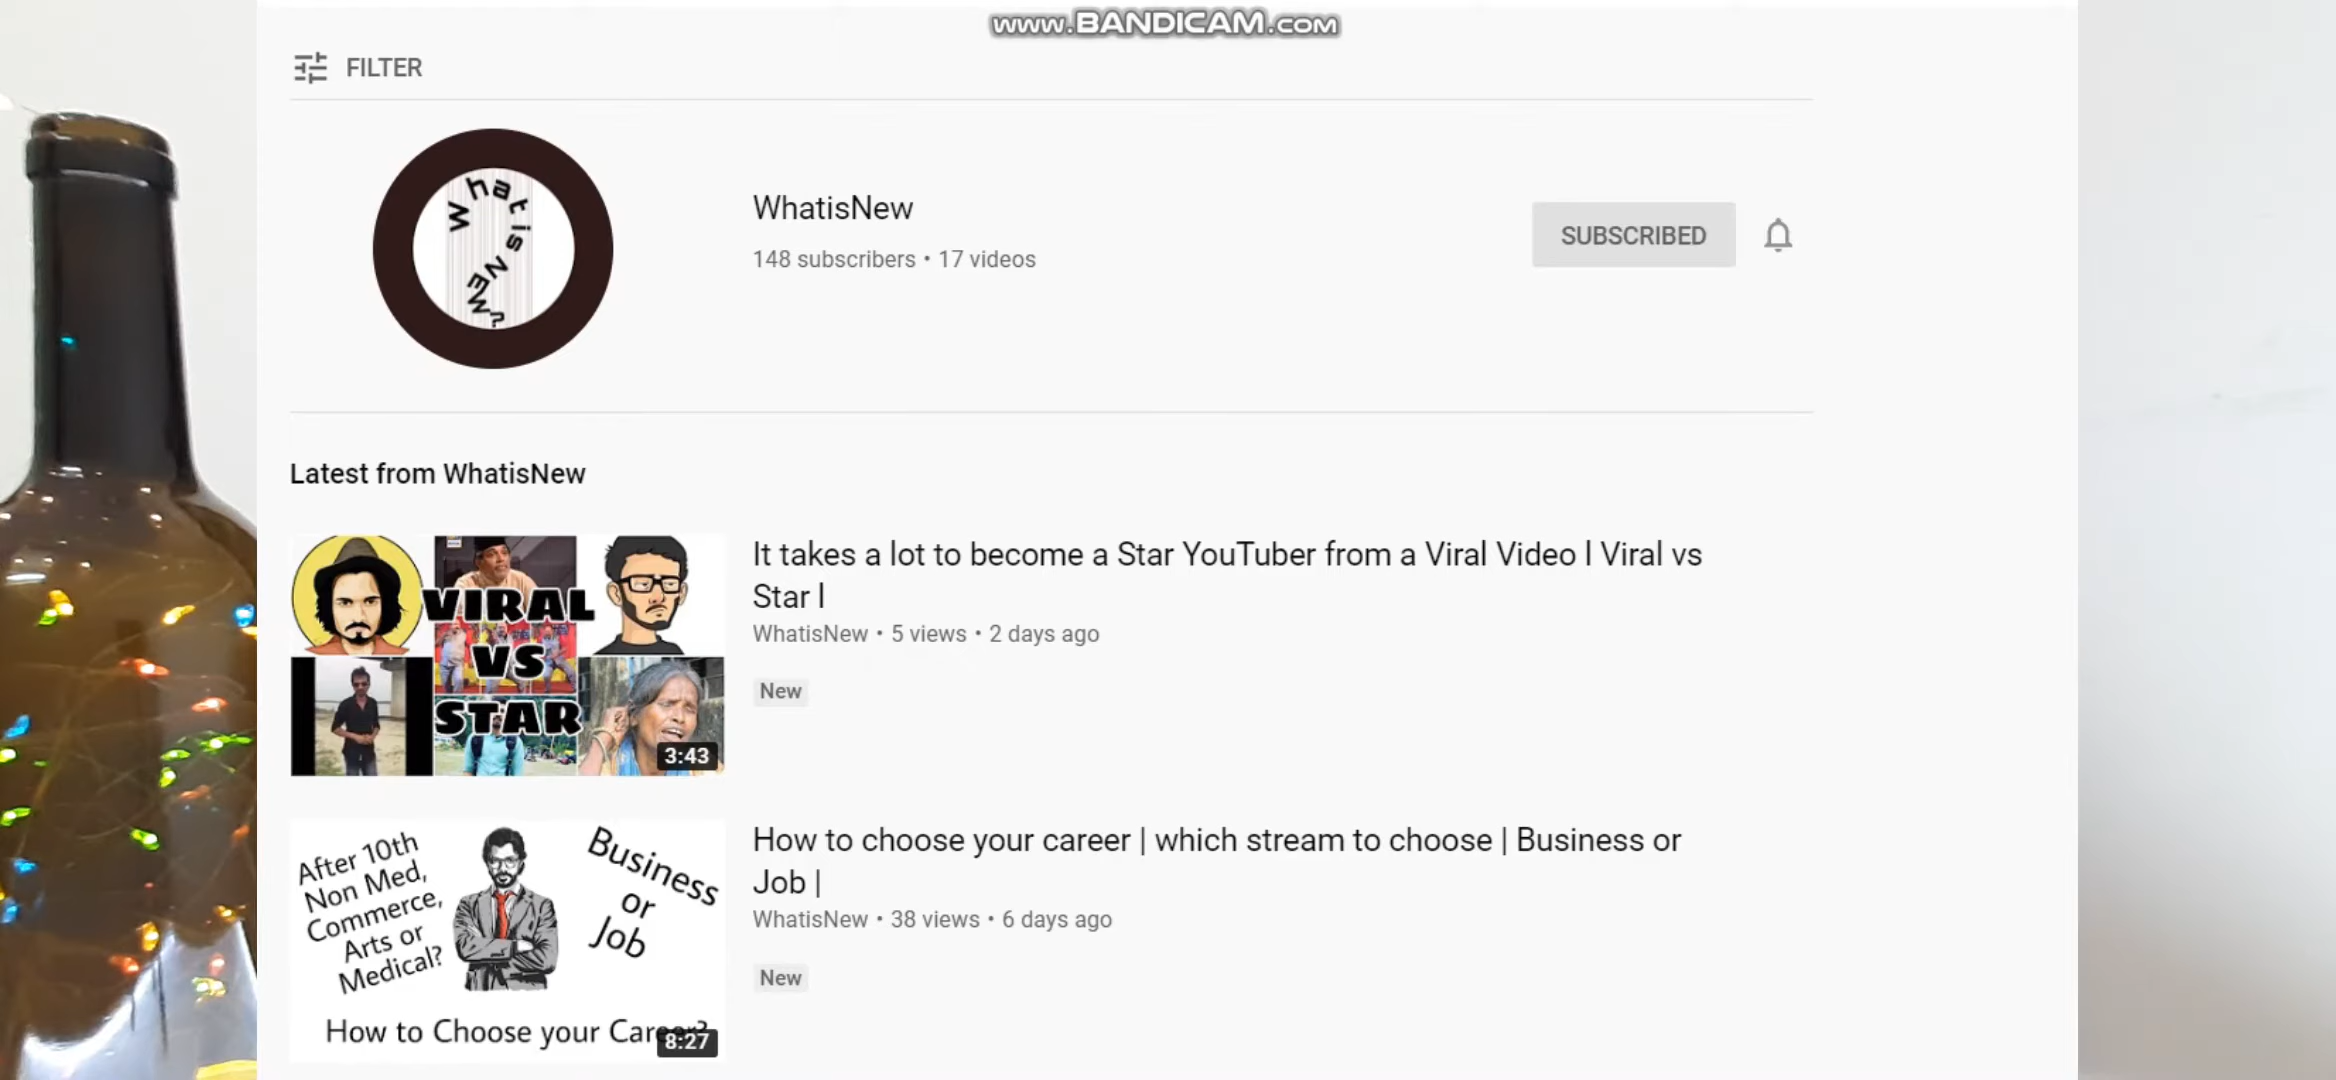 www.BANDICAM.com
FILTER
What is NEW?
WhatisNew
148 subscribers • 17 videos
SUBSCRIBED
Latest from WhatisNew
VIRAL
VS
STAR
3:43
It takes a lot to become a Star YouTuber from a Viral Video l Viral vs
Star l
WhatisNew • 5 views • 2 days ago
New
After 10th
Non Med,
Commerce,
Arts or
Medical?
Business
or
Job
How to Choose your Career?
8:27
How to choose your career | which stream to choose | Business or
Job |
WhatisNew • 38 views • 6 days ago
New